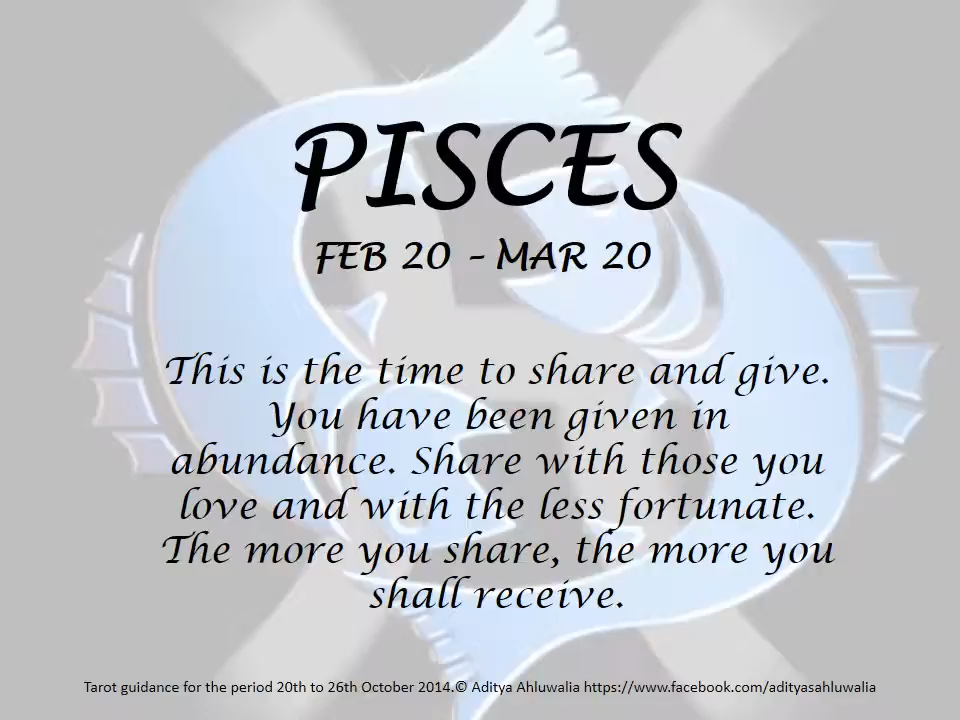 PISCES
FEB 20 – MAR 20
This is the time to share and give.
You have been given in
abundance. Share with those you
love and with the less fortunate.
The more you share, the more you
shall receive.
Tarot guidance for the period 20th to 26th October 2014.© Aditya Ahluwalia https://www.facebook.com/adityasahluwalia